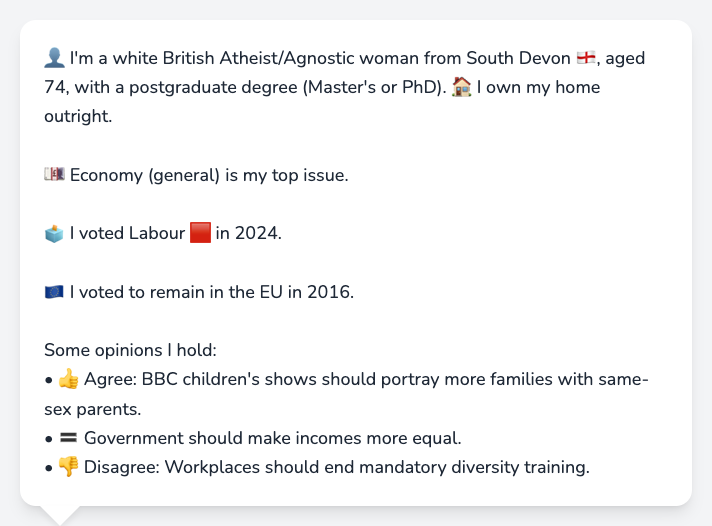 👤 I'm a white British Atheist/Agnostic woman from South Devon 🏴󠁧󠁢󠁥󠁮󠁧󠁿, aged
74, with a postgraduate degree (Master's or PhD). 🏠 I own my home
outright.
💷 Economy (general) is my top issue.
🗳️ I voted Labour 🟥 in 2024.
🇪🇺 I voted to remain in the EU in 2016.
Some opinions I hold:
• 👍 Agree: BBC children's shows should portray more families with same-
sex parents.
• 🟰 Government should make incomes more equal.
• 👎 Disagree: Workplaces should end mandatory diversity training.